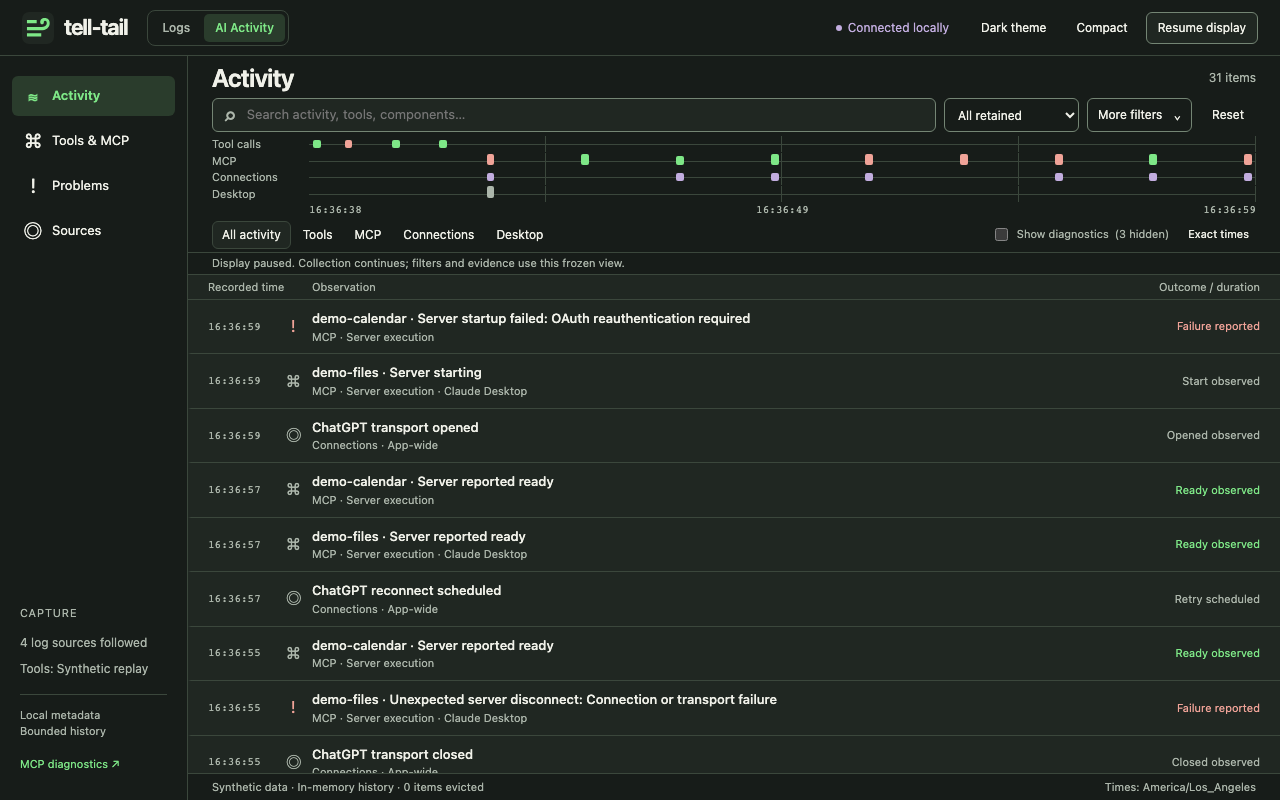 tell-tail
Logs
AI Activity
Connected locally
Dark theme
Compact
Resume display
Activity
Tools & MCP
Problems
Sources
CAPTURE
4 log sources followed
Tools: Synthetic replay
Local metadata
Bounded history
MCP diagnostics ↗
Activity
31 items
Search activity, tools, components...
All retained
More filters
Reset
Tool calls
MCP
Connections
Desktop
16:36:38
16:36:49
16:36:59
All activity
Tools
MCP
Connections
Desktop
Show diagnostics (3 hidden)
Exact times
Display paused. Collection continues; filters and evidence use this frozen view.
Recorded time
Observation
Outcome / duration
16:36:59
demo-calendar · Server startup failed: OAuth reauthentication required
MCP · Server execution
Failure reported
16:36:59
demo-files · Server starting
MCP · Server execution · Claude Desktop
Start observed
16:36:59
ChatGPT transport opened
Connections · App-wide
Opened observed
16:36:57
demo-calendar · Server reported ready
MCP · Server execution
Ready observed
16:36:57
demo-files · Server reported ready
MCP · Server execution · Claude Desktop
Ready observed
16:36:57
ChatGPT reconnect scheduled
Connections · App-wide
Retry scheduled
16:36:55
demo-calendar · Server reported ready
MCP · Server execution
Ready observed
16:36:55
demo-files · Unexpected server disconnect: Connection or transport failure
MCP · Server execution · Claude Desktop
Failure reported
16:36:55
ChatGPT transport closed
Connections · App-wide
Closed observed
Synthetic data · In-memory history · 0 items evicted
Times: America/Los_Angeles